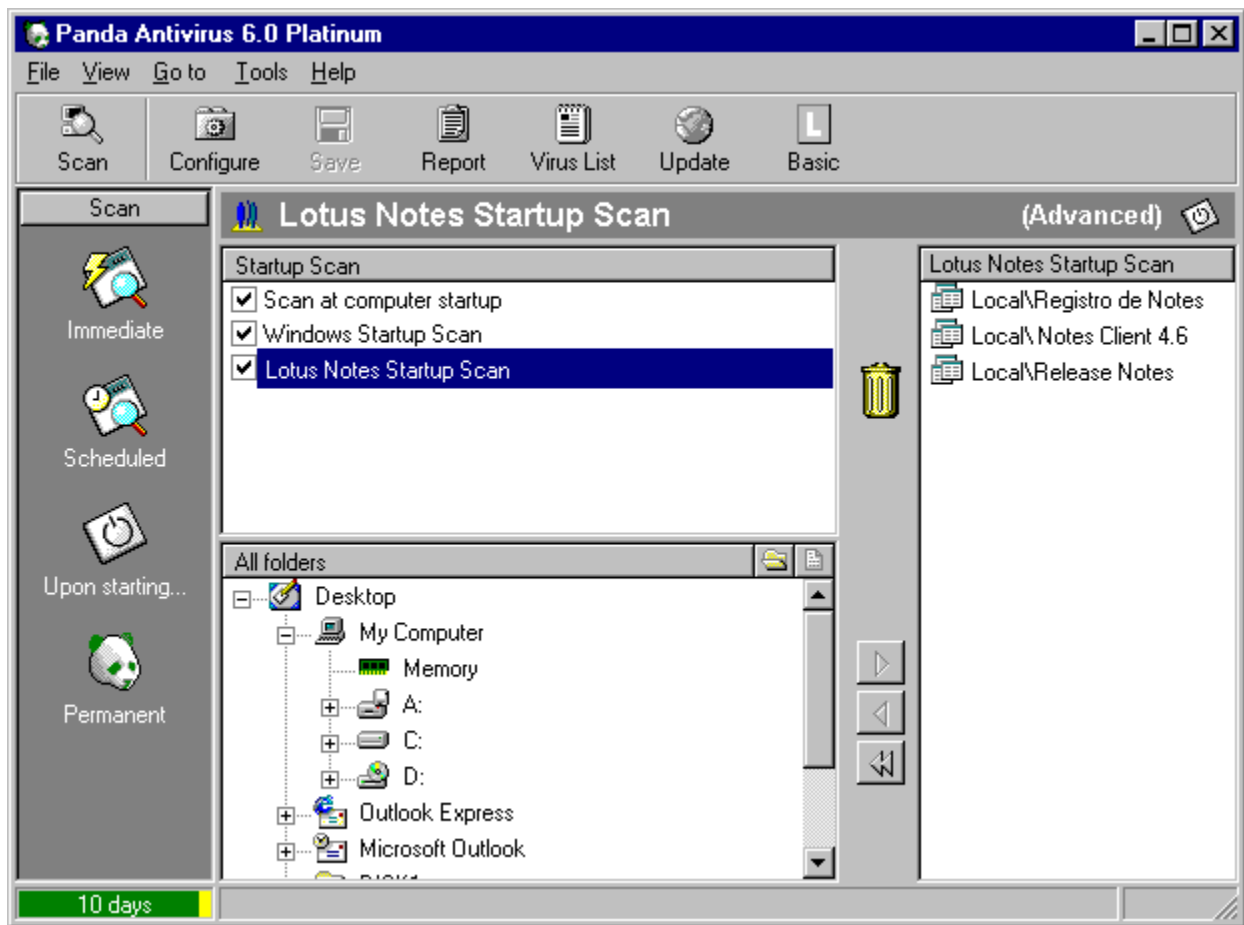 Panda Antivirus 6.0 Platinum
File View Go to Tools Help
Scan Configure Save Report Virus List Update L Basic
Scan
Immediate
Scheduled
Upon starting...
Permanent
Lotus Notes Startup Scan (Advanced)
Startup Scan
Scan at computer startup
Windows Startup Scan
Lotus Notes Startup Scan
All folders
Desktop
My Computer
Memory
A:
C:
D:
Outlook Express
Microsoft Outlook
Lotus Notes Startup Scan
Local\Registro de Notes
Local\ Notes Client 4.6
Local\Release Notes
10 days